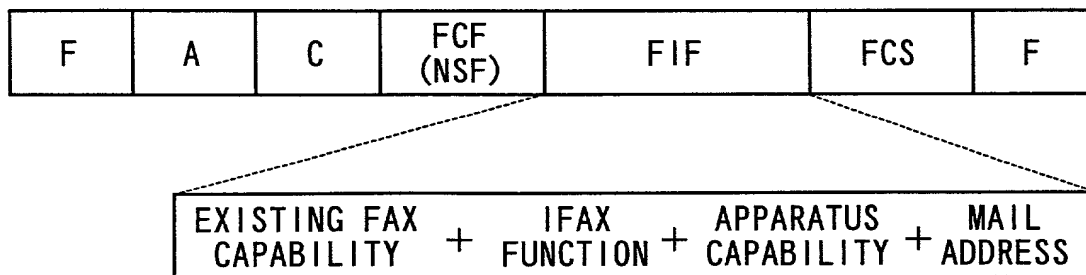 F A C FCF (NSF) FIF FCS F
EXISTING FAX CAPABILITY + IFAX FUNCTION + APPARATUS CAPABILITY + MAIL ADDRESS